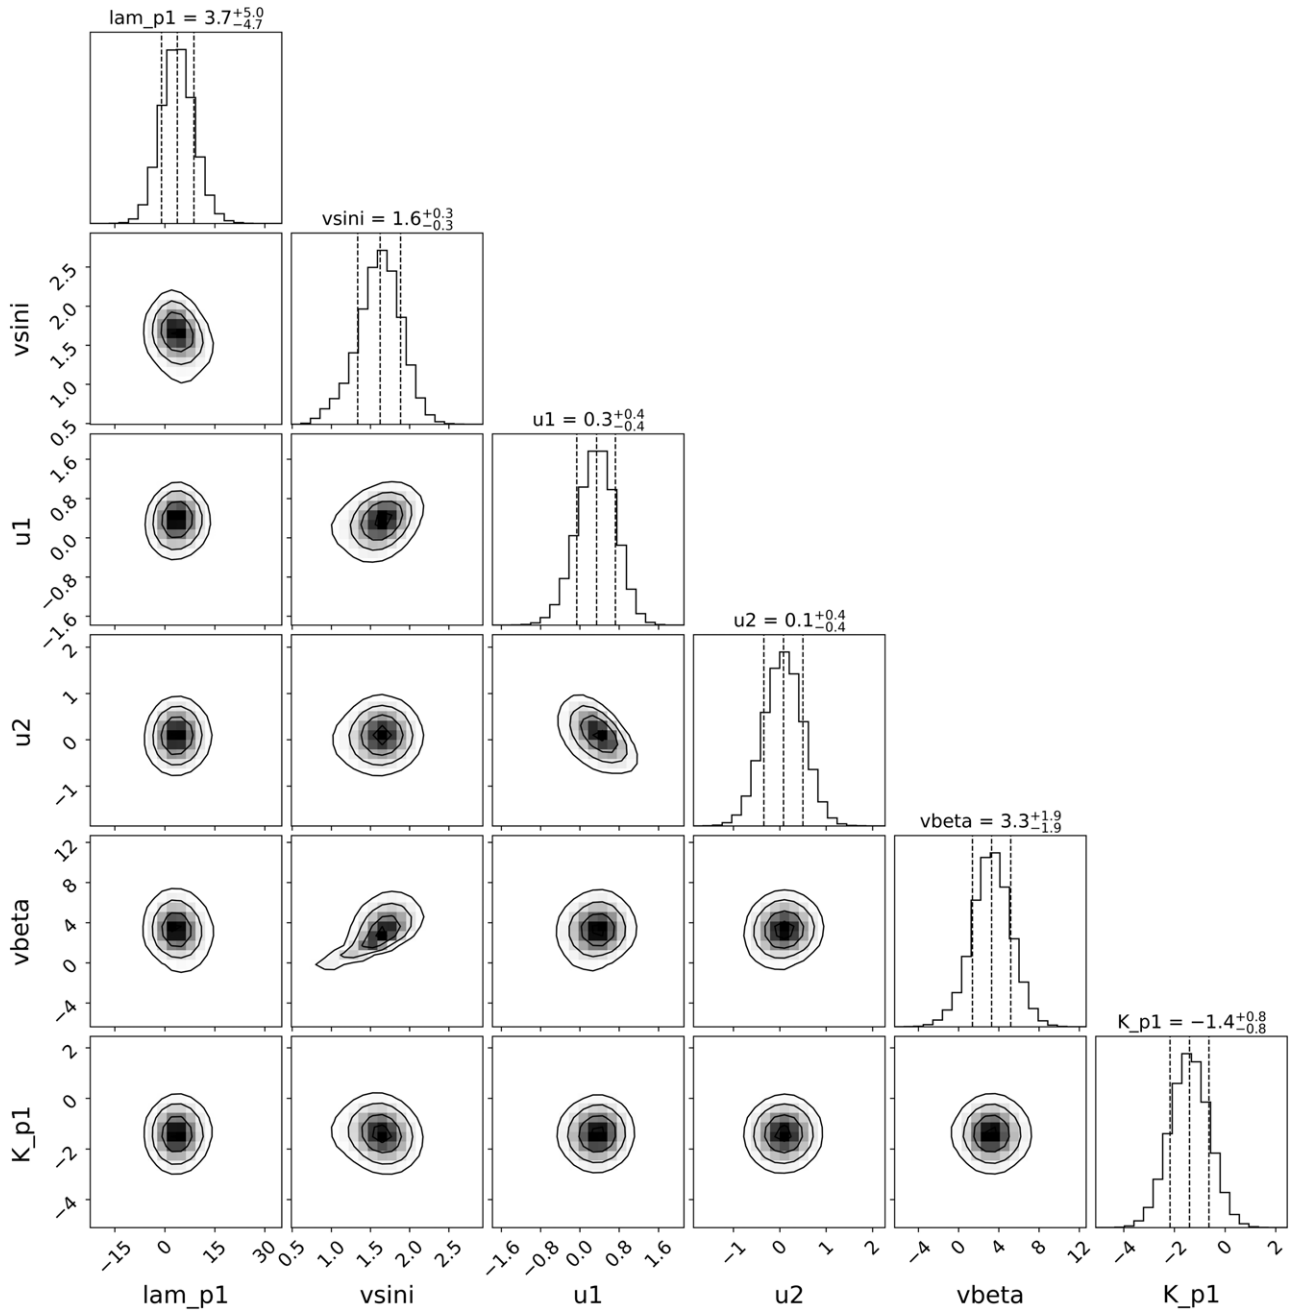 lam_p1 = 3.7+5.0−4.7
vsini = 1.6+0.3−0.3
vsini
2.5
2.0
1.5
1.0
0.5
u1 = 0.3+0.4−0.4
u1
1.6
0.8
0.0
−0.8
−1.6
u2 = 0.1+0.4−0.4
u2
2
1
0
−1
vbeta = 3.3+1.9−1.9
vbeta
12
8
4
0
−4
K_p1 = −1.4+0.8−0.8
K_p1
2
0
−2
−4
−15 0 15 30 0.5 1.0 1.5 2.0 2.5 −1.6 −0.8 0.0 0.8 1.6 −1 0 1 2 −4 0 4 8 12 −4 −2 0 2
lam_p1 vsini u1 u2 vbeta K_p1